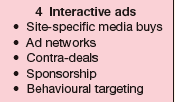 4 Interactive ads
• Site-specific media buys
• Ad networks
• Contra-deals
• Sponsorship
• Behavioural targeting